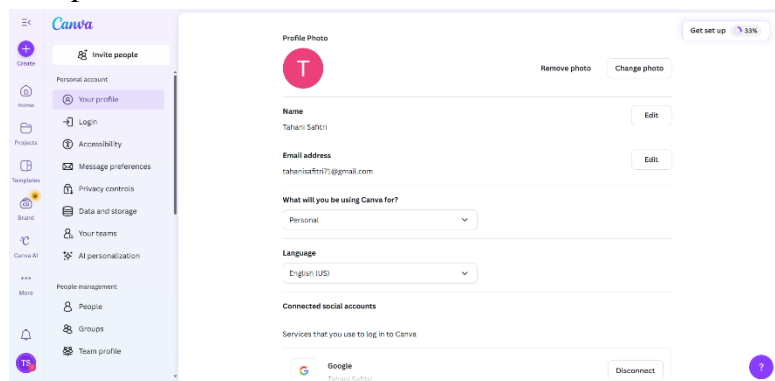 Canva
Create
Home
Projects
Templates
Brand
Canva AI
More
TS
Invite people
Personal account
Your profile
Login
Accessibility
Message preferences
Privacy controls
Data and storage
Your teams
AI personalization
People management
People
Groups
Team profile
Get set up 33%
Profile Photo
T
Remove photo Change photo
Name
Edit
Tahani Safitri
Email address
Edit
tahanisafitri71@gmail.com
What will you be using Canva for?
Personal
Language
English (US)
Connected social accounts
Services that you use to log in to Canva
G
Google
Tahani Safitri
Disconnect
?